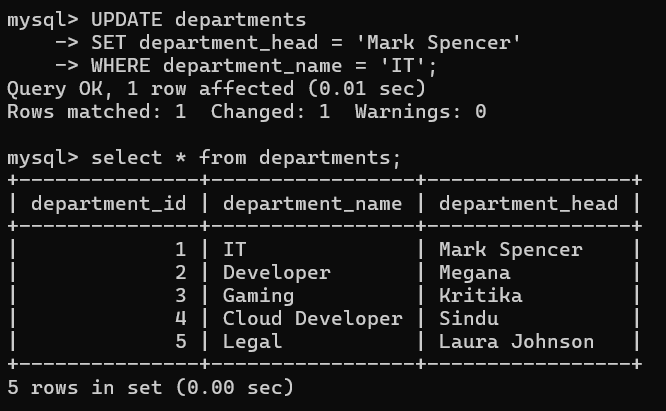 mysql> UPDATE departments
    -> SET department_head = 'Mark Spencer'
    -> WHERE department_name = 'IT';
Query OK, 1 row affected (0.01 sec)
Rows matched: 1  Changed: 1  Warnings: 0

mysql> select * from departments;
+---------------+-----------------+-----------------+
| department_id | department_name | department_head |
+---------------+-----------------+-----------------+
|             1 | IT              | Mark Spencer    |
|             2 | Developer       | Megana          |
|             3 | Gaming          | Kritika         |
|             4 | Cloud Developer | Sindu           |
|             5 | Legal           | Laura Johnson   |
+---------------+-----------------+-----------------+
5 rows in set (0.00 sec)